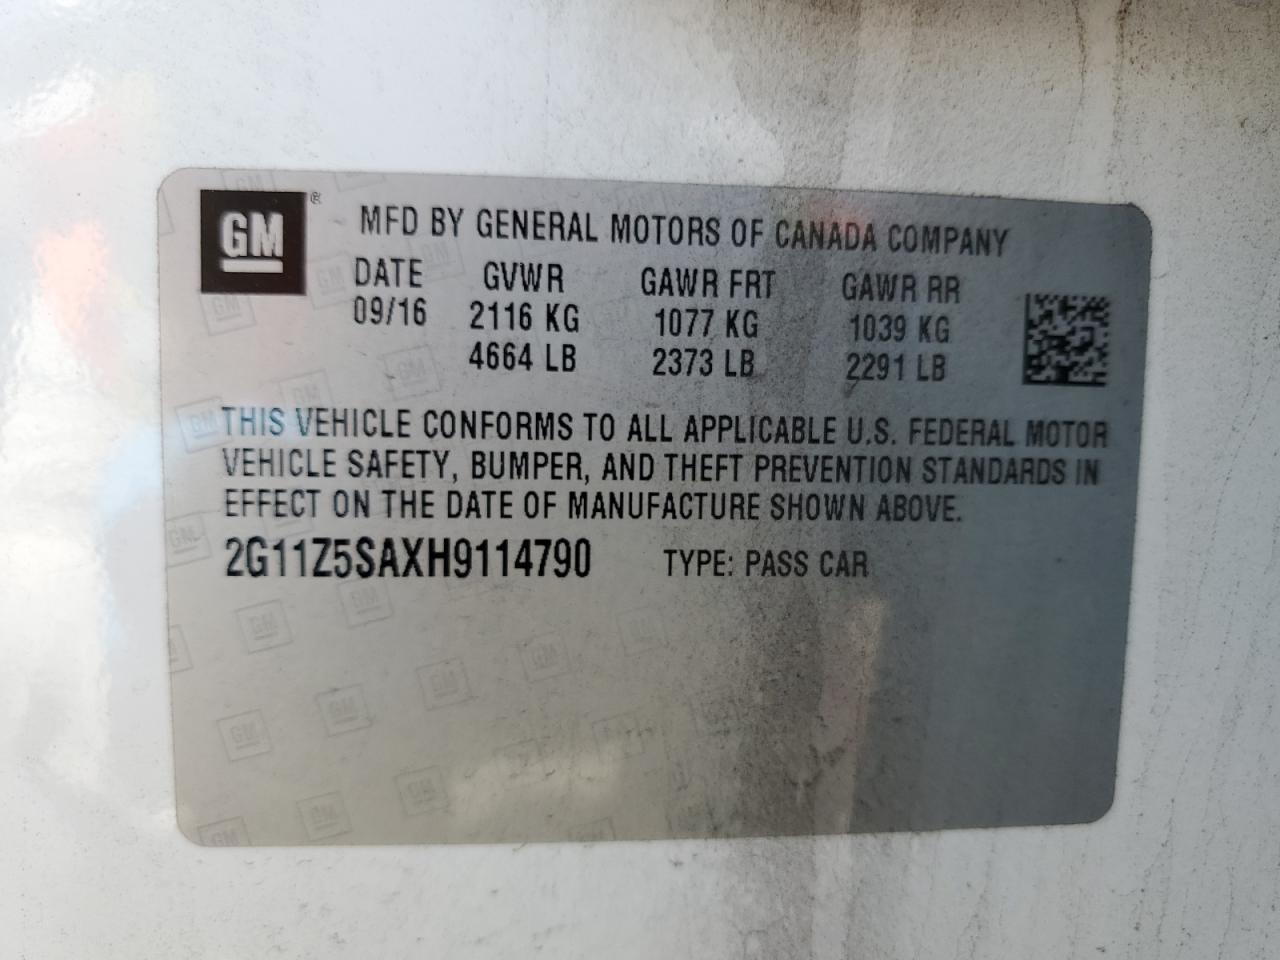 GM® MFD BY GENERAL MOTORS OF CANADA COMPANY
DATE GVWR GAWR FRT GAWR RR
09/16 2116 KG 1077 KG 1039 KG
4664 LB 2373 LB 2291 LB
THIS VEHICLE CONFORMS TO ALL APPLICABLE U.S. FEDERAL MOTOR
VEHICLE SAFETY, BUMPER, AND THEFT PREVENTION STANDARDS IN
EFFECT ON THE DATE OF MANUFACTURE SHOWN ABOVE.
2G11Z5SAXH9114790 TYPE: PASS CAR